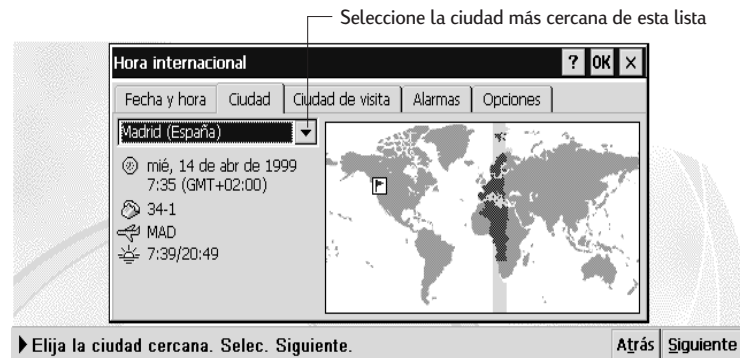 Seleccione la ciudad más cercana de esta lista
Hora internacional ? OK ×
Fecha y hora Ciudad Ciudad de visita Alarmas Opciones
Madrid (España)
mié, 14 de abr de 1999
7:35 (GMT+02:00)
34-1
MAD
7:39/20:49
Elija la ciudad cercana. Selec. Siguiente. Atrás Siguiente